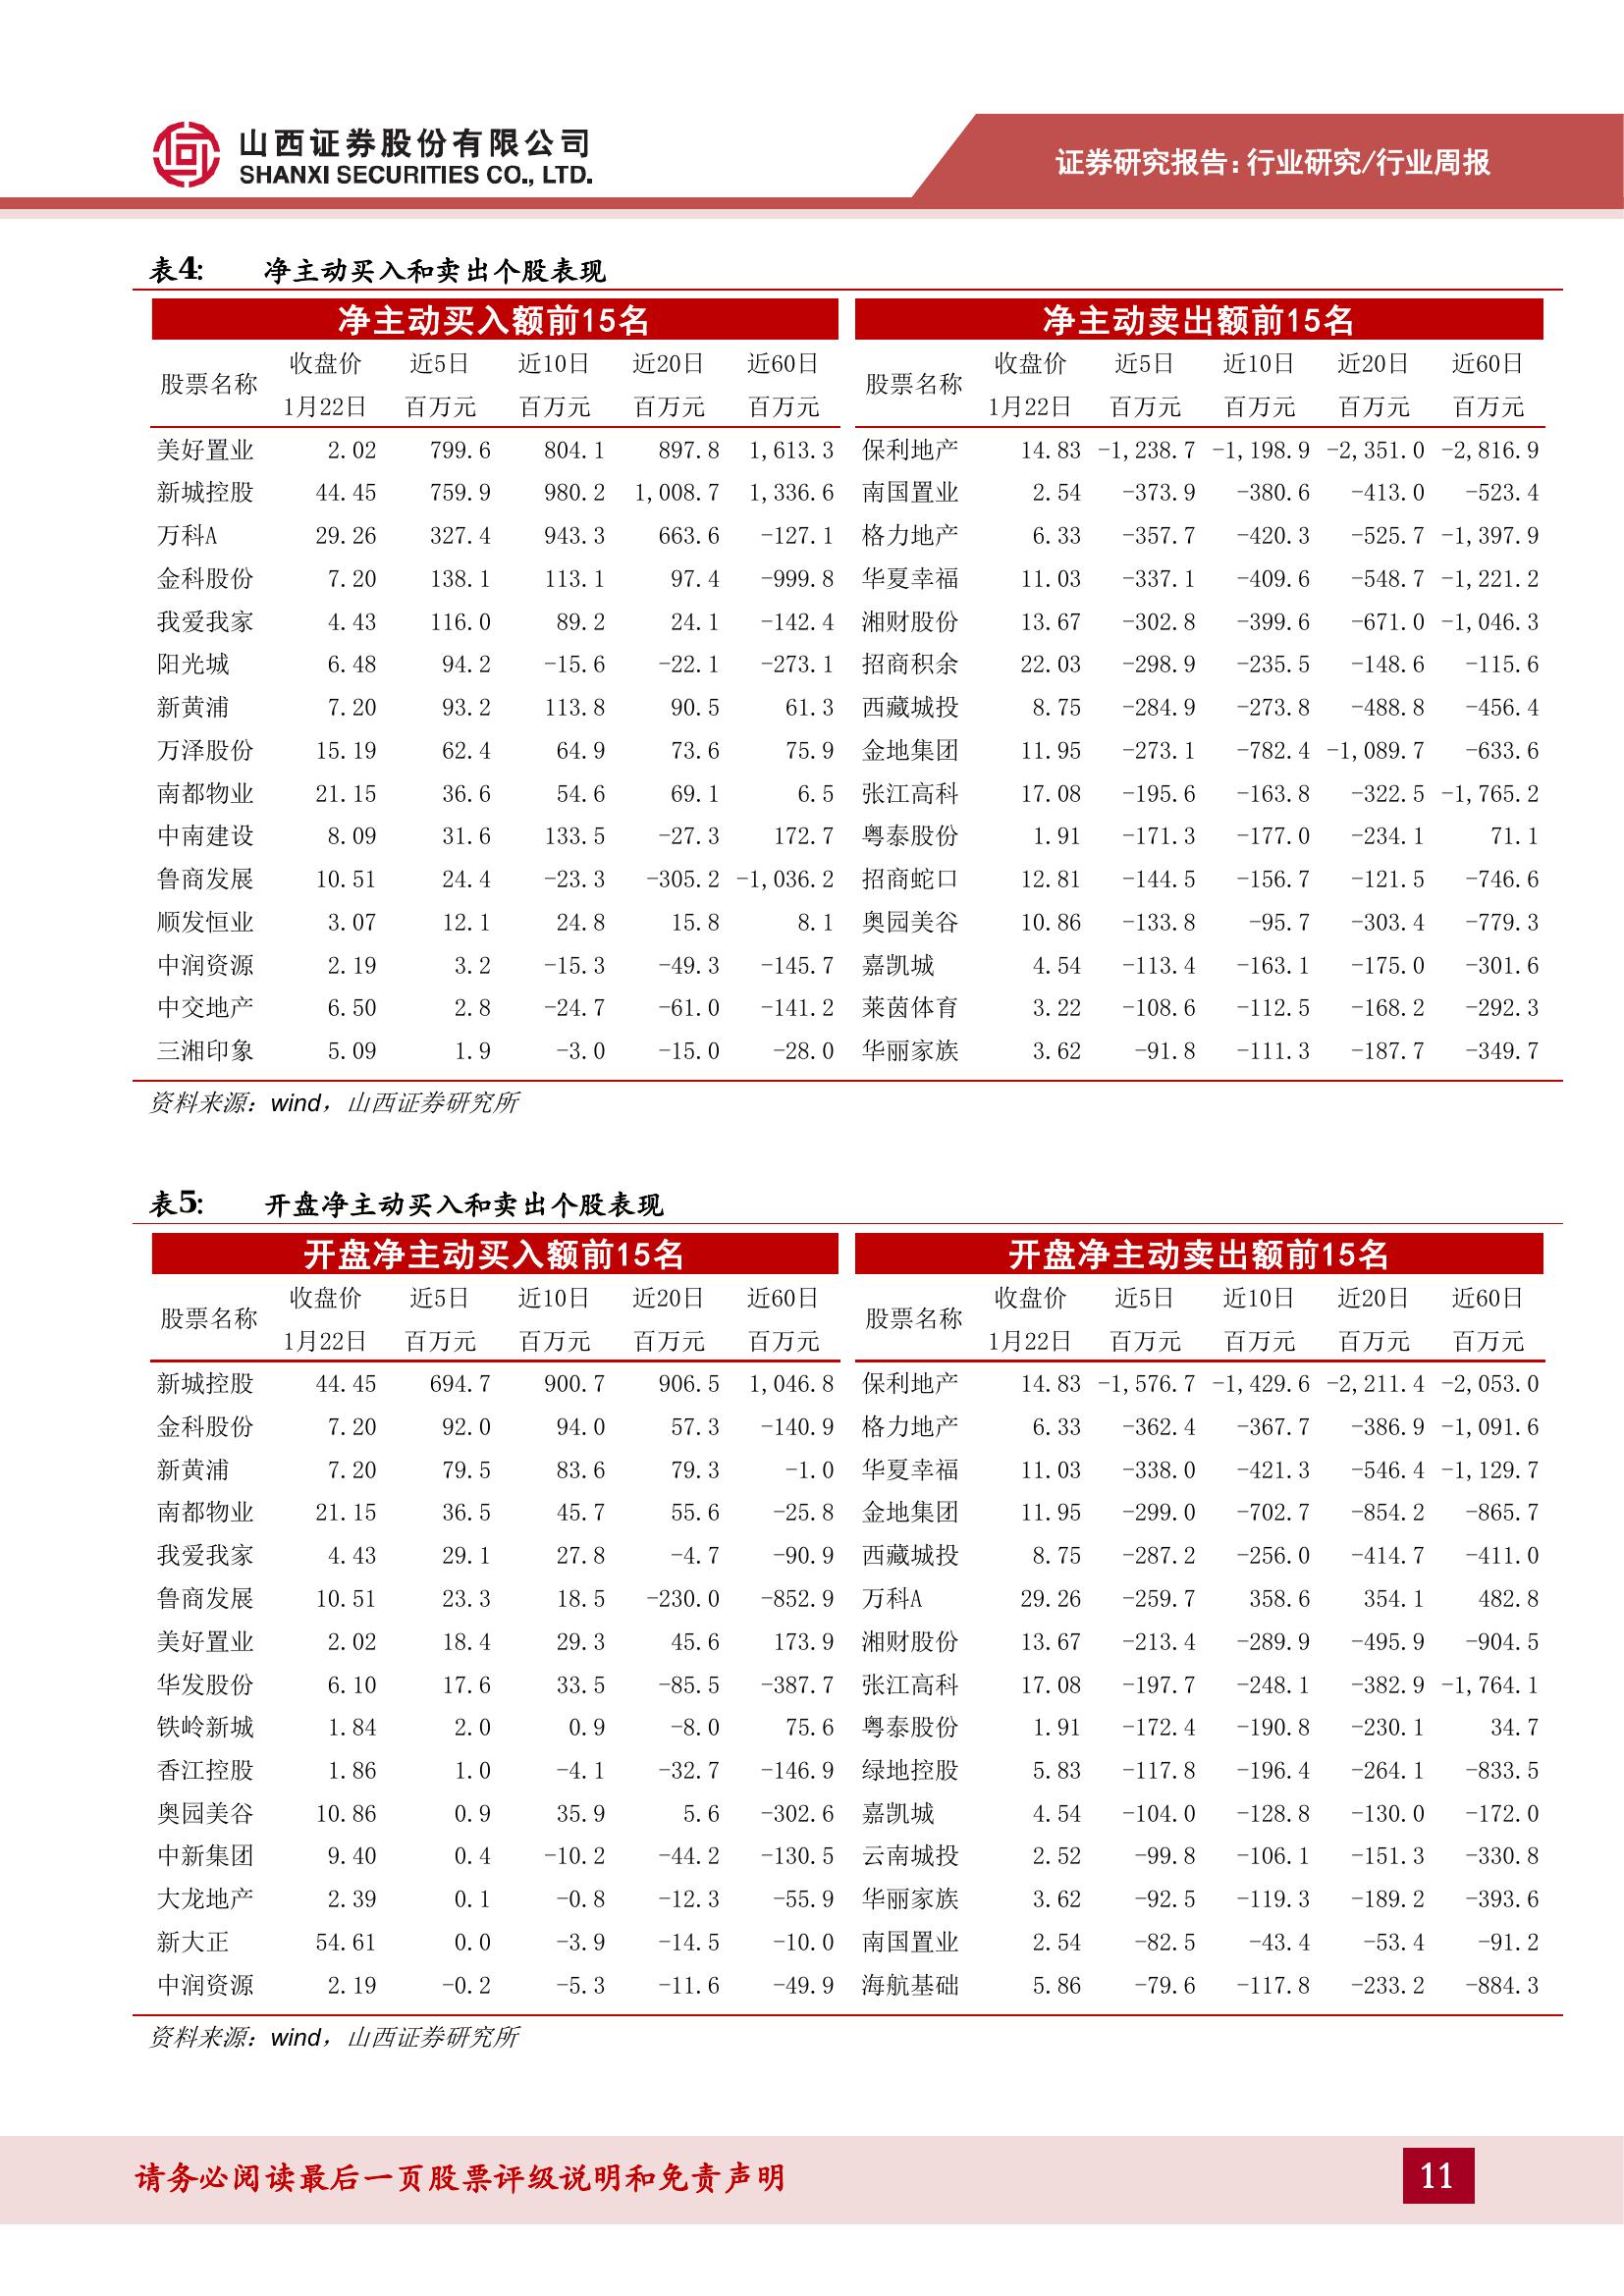 山西证券股份有限公司
SHANXI SECURITIES CO., LTD.
证券研究报告:行业研究/行业周报
表4: 净主动买入和卖出个股表现
净主动买入额前15名 净主动卖出额前15名
收盘价 近5日 近10日 近20日 近60日 收盘价 近5日 近10日 近20日 近60日
股票名称 股票名称
1月22日 百万元 百万元 百万元 百万元 1月22日 百万元 百万元 百万元 百万元
美好置业 2.02 799.6 804.1 897.8 1,613.3 保利地产 14.83 -1,238.7 -1,198.9 -2,351.0 -2,816.9
新城控股 44.45 759.9 980.2 1,008.7 1,336.6 南国置业 2.54 -373.9 -380.6 -413.0 -523.4
万科A 29.26 327.4 943.3 663.6 -127.1 格力地产 6.33 -357.7 -420.3 -525.7 -1,397.9
金科股份 7.20 138.1 113.1 97.4 -999.8 华夏幸福 11.03 -337.1 -409.6 -548.7 -1,221.2
我爱我家 4.43 116.0 89.2 24.1 -142.4 湘财股份 13.67 -302.8 -399.6 -671.0 -1,046.3
阳光城 6.48 94.2 -15.6 -22.1 -273.1 招商积余 22.03 -298.9 -235.5 -148.6 -115.6
新黄浦 7.20 93.2 113.8 90.5 61.3 西藏城投 8.75 -284.9 -273.8 -488.8 -456.4
万泽股份 15.19 62.4 64.9 73.6 75.9 金地集团 11.95 -273.1 -782.4 -1,089.7 -633.6
南都物业 21.15 36.6 54.6 69.1 6.5 张江高科 17.08 -195.6 -163.8 -322.5 -1,765.2
中南建设 8.09 31.6 133.5 -27.3 172.7 粤泰股份 1.91 -171.3 -177.0 -234.1 71.1
鲁商发展 10.51 24.4 -23.3 -305.2 -1,036.2 招商蛇口 12.81 -144.5 -156.7 -121.5 -746.6
顺发恒业 3.07 12.1 24.8 15.8 8.1 奥园美谷 10.86 -133.8 -95.7 -303.4 -779.3
中润资源 2.19 3.2 -15.3 -49.3 -145.7 嘉凯城 4.54 -113.4 -163.1 -175.0 -301.6
中交地产 6.50 2.8 -24.7 -61.0 -141.2 莱茵体育 3.22 -108.6 -112.5 -168.2 -292.3
三湘印象 5.09 1.9 -3.0 -15.0 -28.0 华丽家族 3.62 -91.8 -111.3 -187.7 -349.7
资料来源：wind，山西证券研究所
表5: 开盘净主动买入和卖出个股表现
开盘净主动买入额前15名 开盘净主动卖出额前15名
收盘价 近5日 近10日 近20日 近60日 收盘价 近5日 近10日 近20日 近60日
股票名称 股票名称
1月22日 百万元 百万元 百万元 百万元 1月22日 百万元 百万元 百万元 百万元
新城控股 44.45 694.7 900.7 906.5 1,046.8 保利地产 14.83 -1,576.7 -1,429.6 -2,211.4 -2,053.0
金科股份 7.20 92.0 94.0 57.3 -140.9 格力地产 6.33 -362.4 -367.7 -386.9 -1,091.6
新黄浦 7.20 79.5 83.6 79.3 -1.0 华夏幸福 11.03 -338.0 -421.3 -546.4 -1,129.7
南都物业 21.15 36.5 45.7 55.6 -25.8 金地集团 11.95 -299.0 -702.7 -854.2 -865.7
我爱我家 4.43 29.1 27.8 -4.7 -90.9 西藏城投 8.75 -287.2 -256.0 -414.7 -411.0
鲁商发展 10.51 23.3 18.5 -230.0 -852.9 万科A 29.26 -259.7 358.6 354.1 482.8
美好置业 2.02 18.4 29.3 45.6 173.9 湘财股份 13.67 -213.4 -289.9 -495.9 -904.5
华发股份 6.10 17.6 33.5 -85.5 -387.7 张江高科 17.08 -197.7 -248.1 -382.9 -1,764.1
铁岭新城 1.84 2.0 0.9 -8.0 75.6 粤泰股份 1.91 -172.4 -190.8 -230.1 34.7
香江控股 1.86 1.0 -4.1 -32.7 -146.9 绿地控股 5.83 -117.8 -196.4 -264.1 -833.5
奥园美谷 10.86 0.9 35.9 5.6 -302.6 嘉凯城 4.54 -104.0 -128.8 -130.0 -172.0
中新集团 9.40 0.4 -10.2 -44.2 -130.5 云南城投 2.52 -99.8 -106.1 -151.3 -330.8
大龙地产 2.39 0.1 -0.8 -12.3 -55.9 华丽家族 3.62 -92.5 -119.3 -189.2 -393.6
新大正 54.61 0.0 -3.9 -14.5 -10.0 南国置业 2.54 -82.5 -43.4 -53.4 -91.2
中润资源 2.19 -0.2 -5.3 -11.6 -49.9 海航基础 5.86 -79.6 -117.8 -233.2 -884.3
资料来源：wind，山西证券研究所
请务必阅读最后一页股票评级说明和免责声明 11